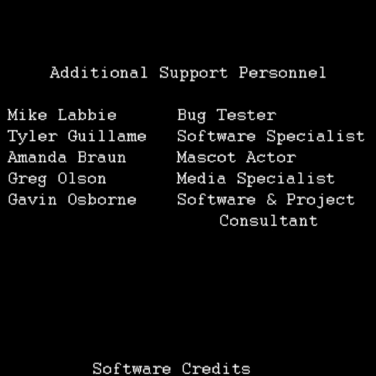 Additional Support Personnel
Mike Labbie Bug Tester
Tyler Guillame Software Specialist
Amanda Braun Mascot Actor
Greg Olson Media Specialist
Gavin Osborne Software & Project
Consultant
Software Credits